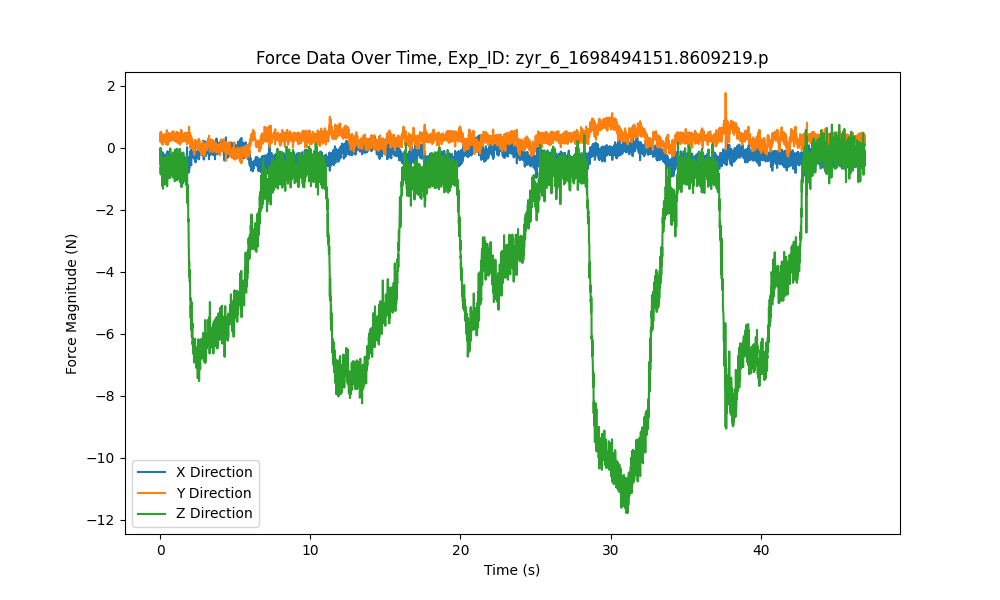 Force Data Over Time, Exp_ID: zyr_6_1698494151.8609219.p
Force Magnitude (N)
2
0
−2
−4
−6
−8
−10
−12
X Direction
Y Direction
Z Direction
0 10 20 30 40
Time (s)